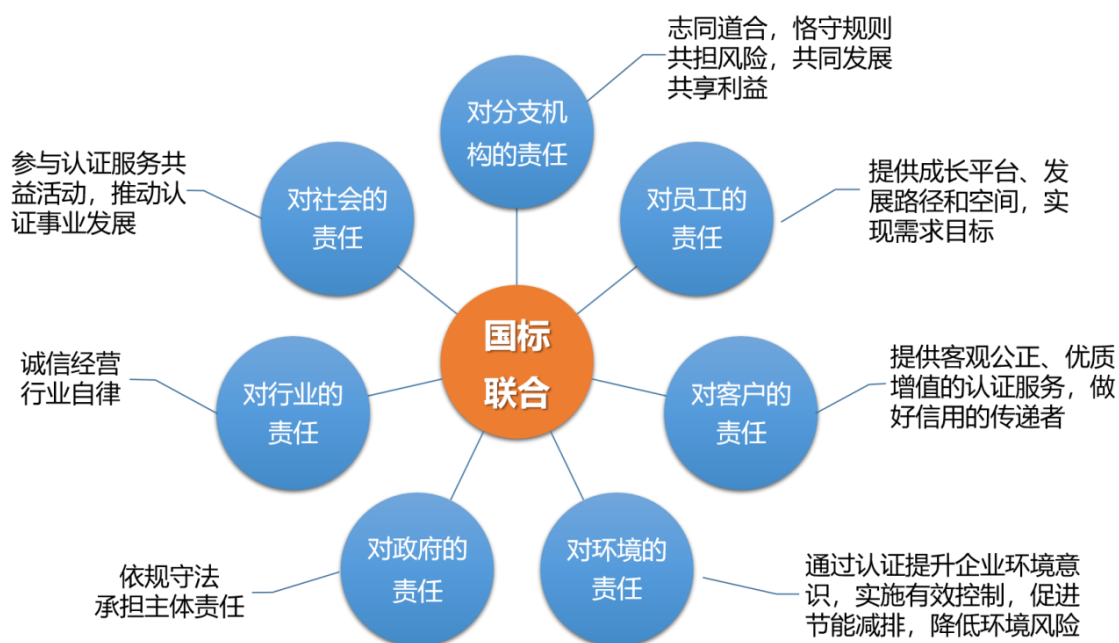 志同道合，恪守规则
共担风险，共同发展
共享利益
对分支机
构的责任
参与认证服务共
益活动，推动认
证事业发展
对社会的
责任
对员工的
责任
提供成长平台、发
展路径和空间，实
现需求目标
国标
联合
诚信经营
行业自律
对行业的
责任
对客户的
责任
提供客观公正、优质
增值的认证服务，做
好信用的传递者
依规守法
承担主体责任
对政府的
责任
对环境的
责任
通过认证提升企业环境意
识，实施有效控制，促进
节能减排，降低环境风险